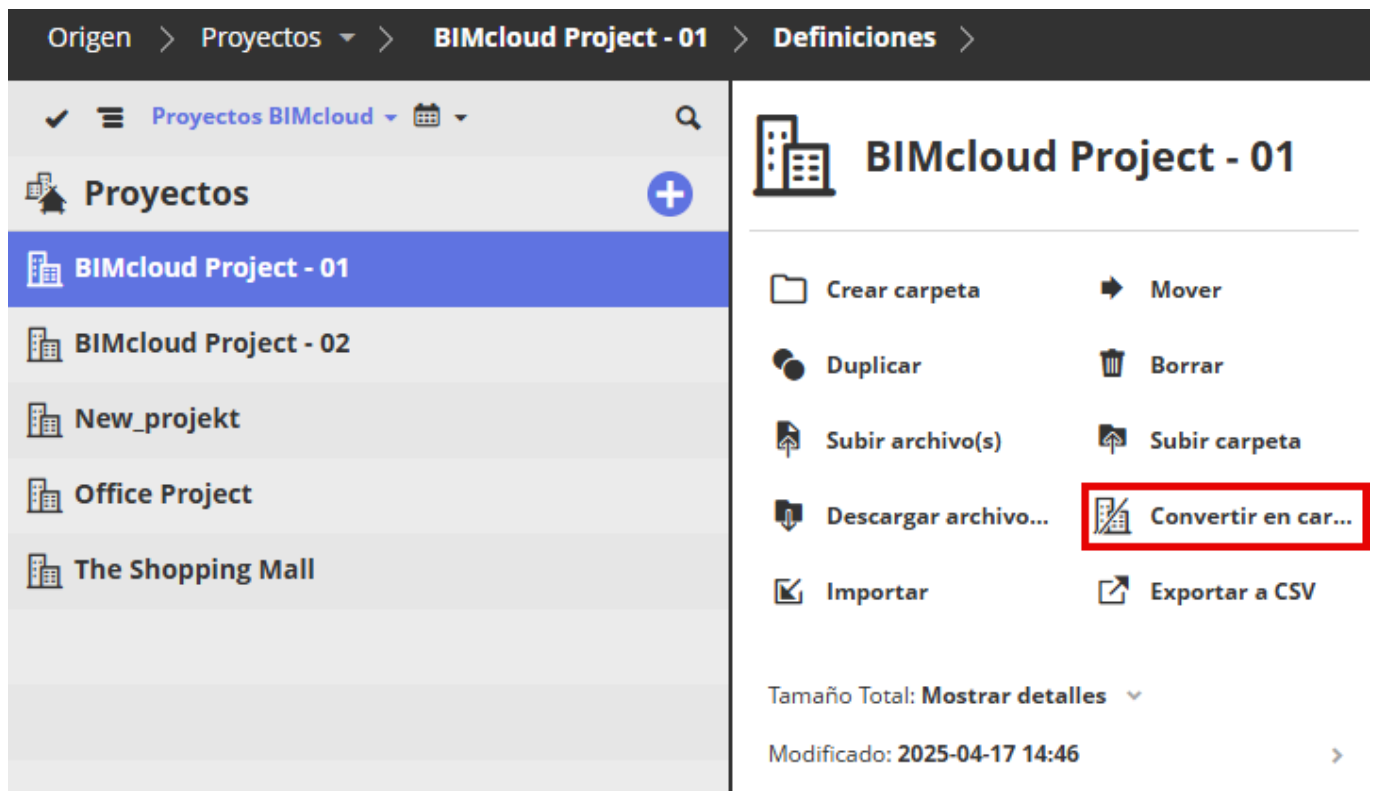 Origen > Proyectos > BIMcloud Project - 01 > Definiciones >
Proyectos BIMcloud
Proyectos
BIMcloud Project - 01
BIMcloud Project - 02
New_projekt
Office Project
The Shopping Mall
BIMcloud Project - 01
Crear carpeta
Mover
Duplicar
Borrar
Subir archivo(s)
Subir carpeta
Descargar archivo...
Convertir en car...
Importar
Exportar a CSV
Tamaño Total: Mostrar detalles
Modificado: 2025-04-17 14:46